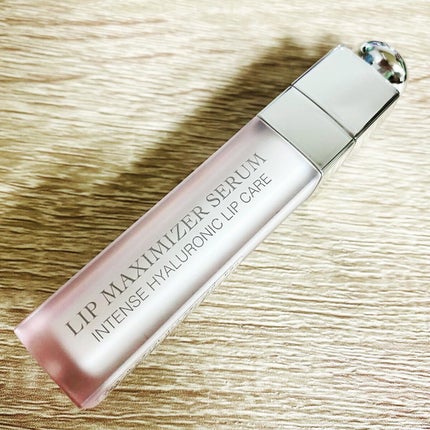 LIP MAXIMIZER SERUM
INTENSE HYALURONIC LIP CARE